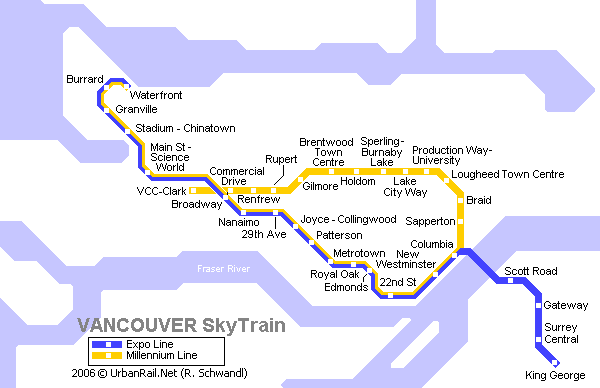 Burrard
Waterfront
Granville
Stadium - Chinatown
Main St -
Science
World
VCC-Clark
Broadway
Commercial
Drive
Renfrew
Rupert
Gilmore
Brentwood
Town
Centre
Holdom
Sperling-
Burnaby
Lake
Lake
City Way
Production Way-
University
Lougheed Town Centre
Braid
Sapperton
Columbia
Nanaimo
29th Ave
Joyce - Collingwood
Patterson
Metrotown
Royal Oak
Edmonds
22nd St
New
Westminster
Scott Road
Gateway
Surrey
Central
King George
Fraser River
VANCOUVER SkyTrain
Expo Line
Millennium Line
2006 © UrbanRail.Net (R. Schwandl)